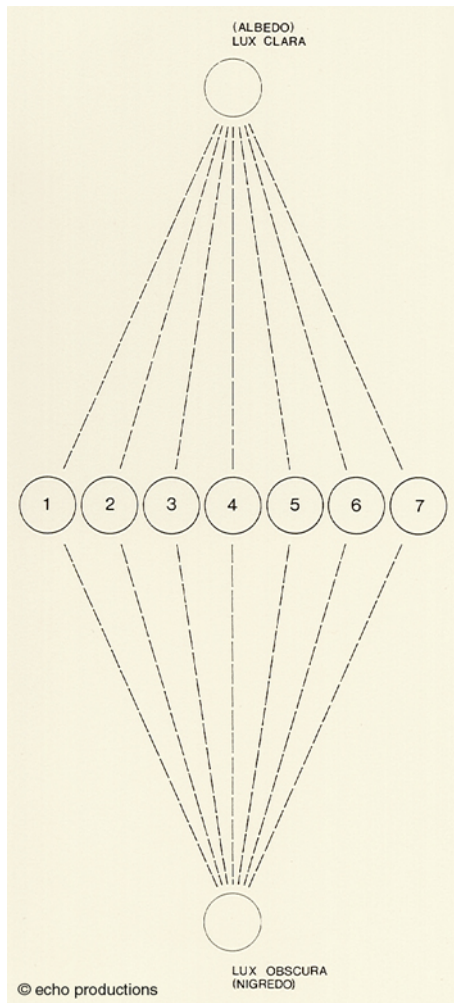 (ALBEDO)
LUX CLARA
1 2 3 4 5 6 7
LUX OBSCURA
(NIGREDO)
© echo productions